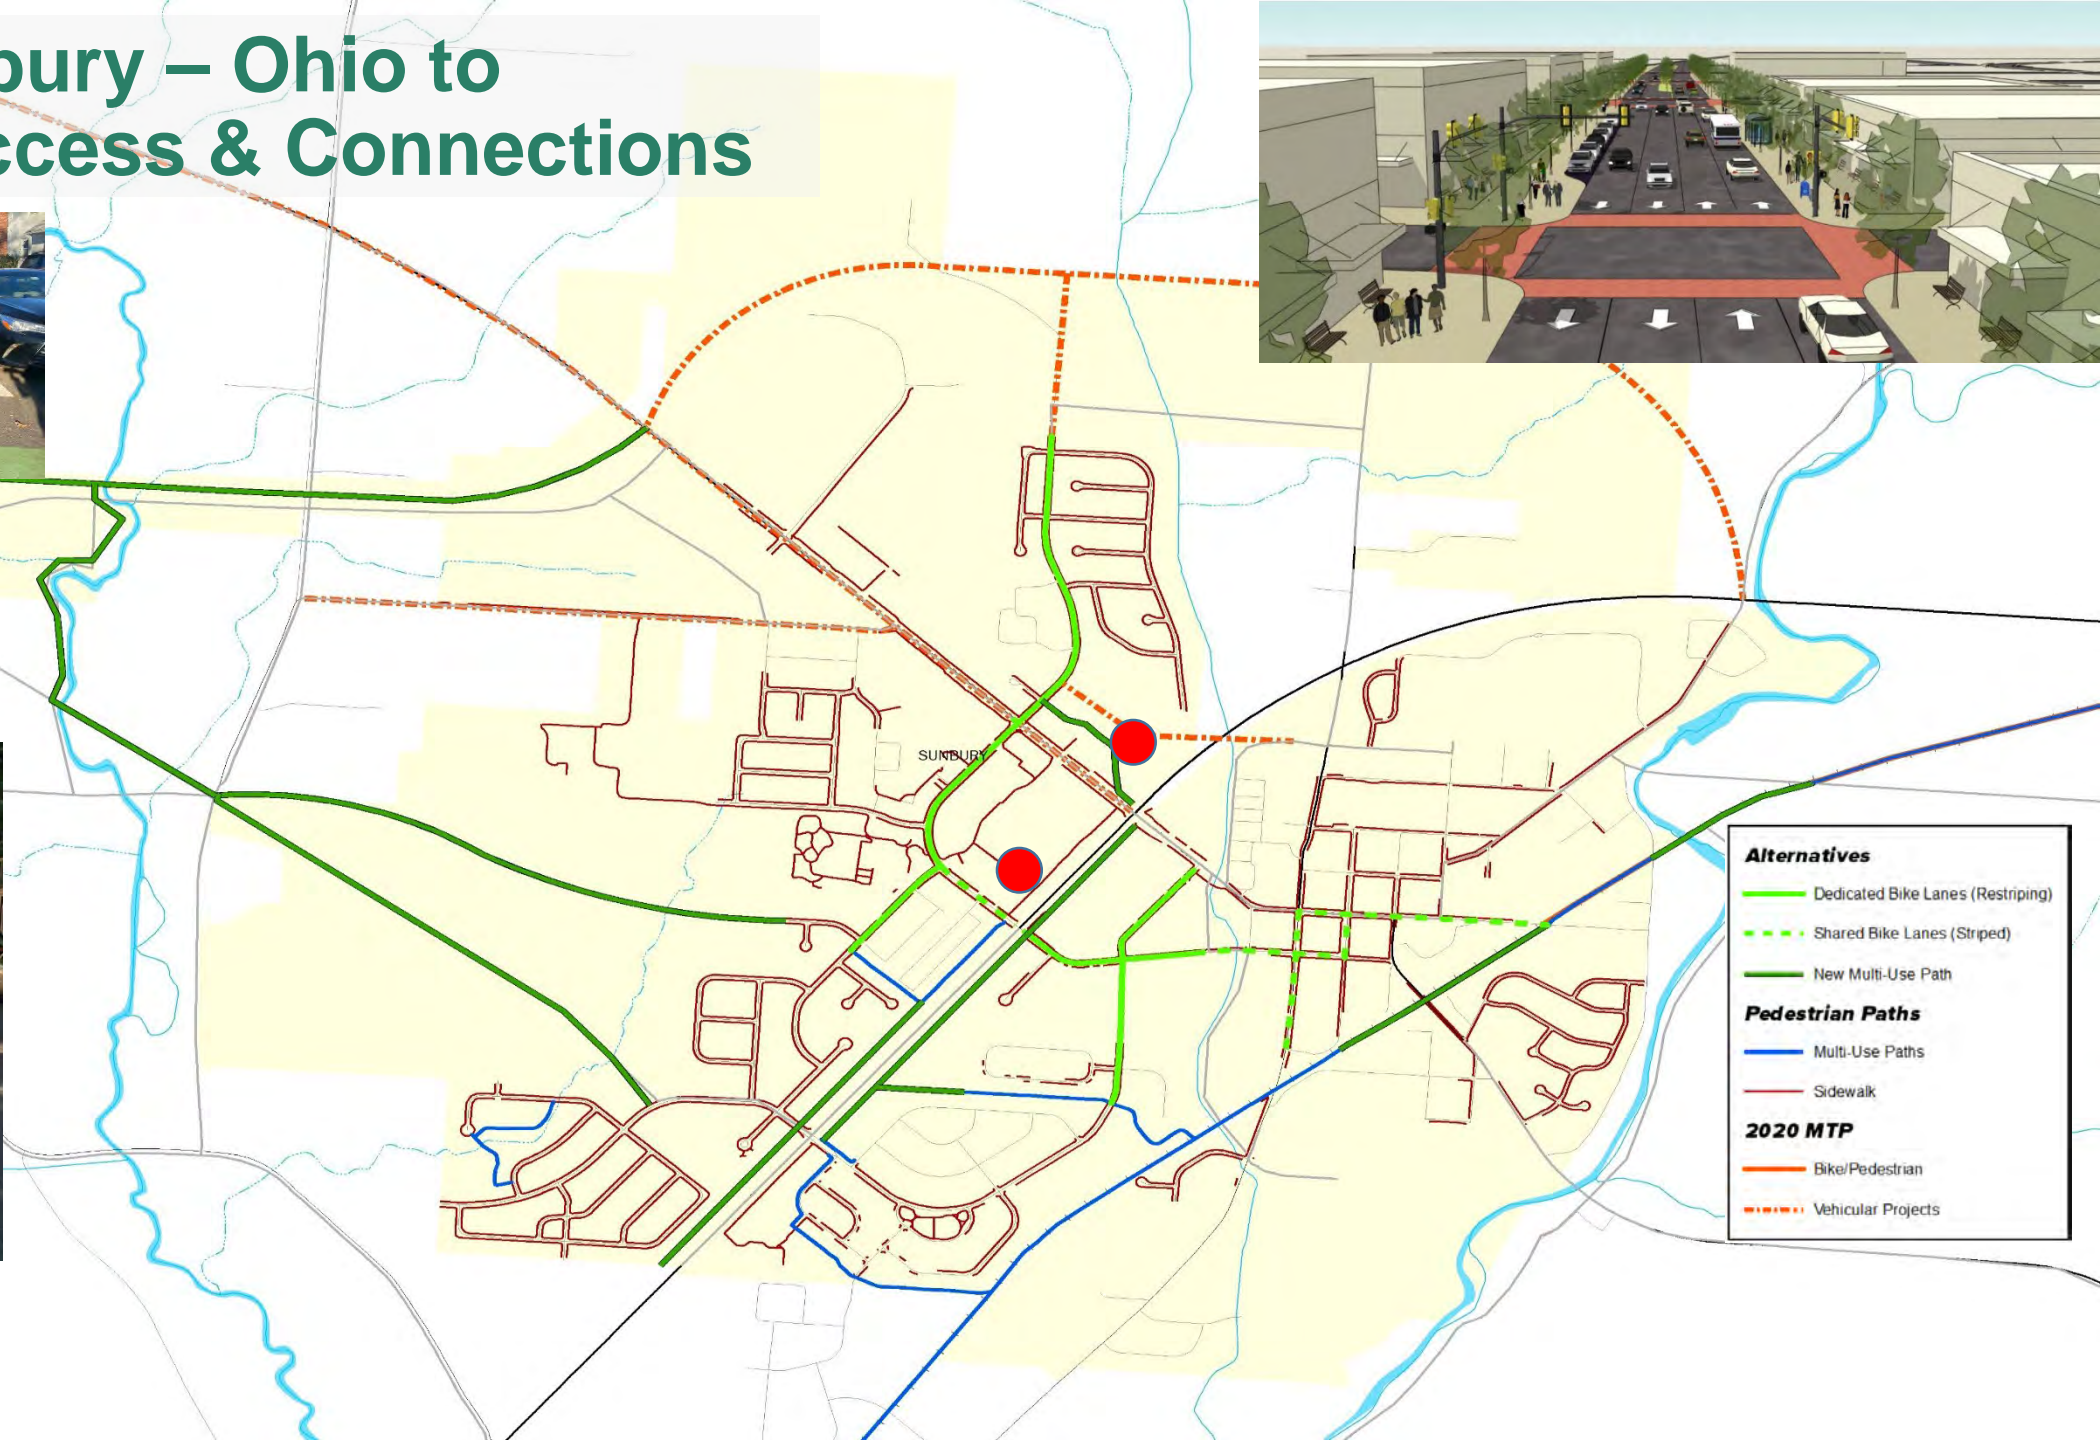 bury – Ohio to
ccess & Connections
SUNBURY
Alternatives
Dedicated Bike Lanes (Restriping)
Shared Bike Lanes (Striped)
New Multi-Use Path
Pedestrian Paths
Multi-Use Paths
Sidewalk
2020 MTP
Bike/Pedestrian
Vehicular Projects